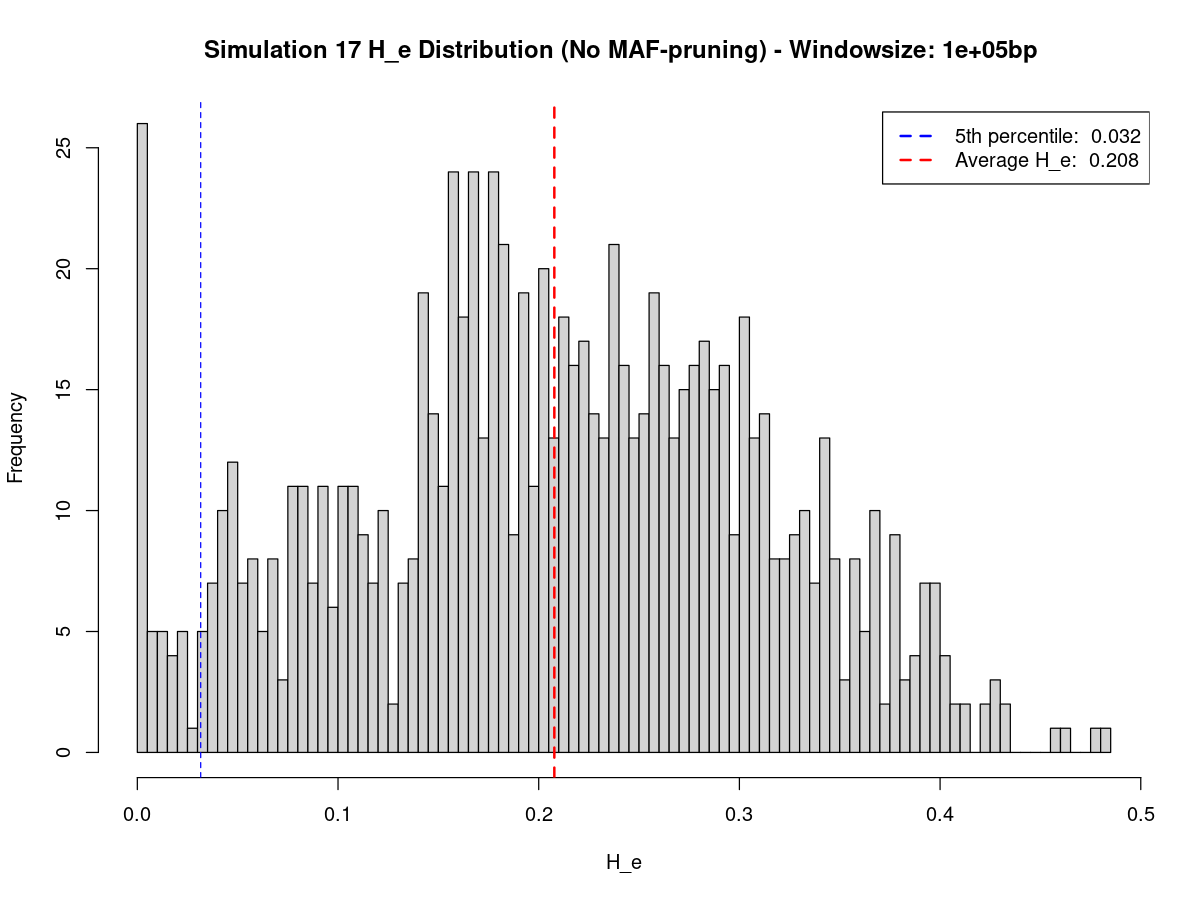 Simulation 17 H_e Distribution (No MAF-pruning) - Windowsize: 1e+05bp
5th percentile: 0.032
Average H_e: 0.208
Frequency
25
20
15
10
5
0
0.0 0.1 0.2 0.3 0.4 0.5
H_e